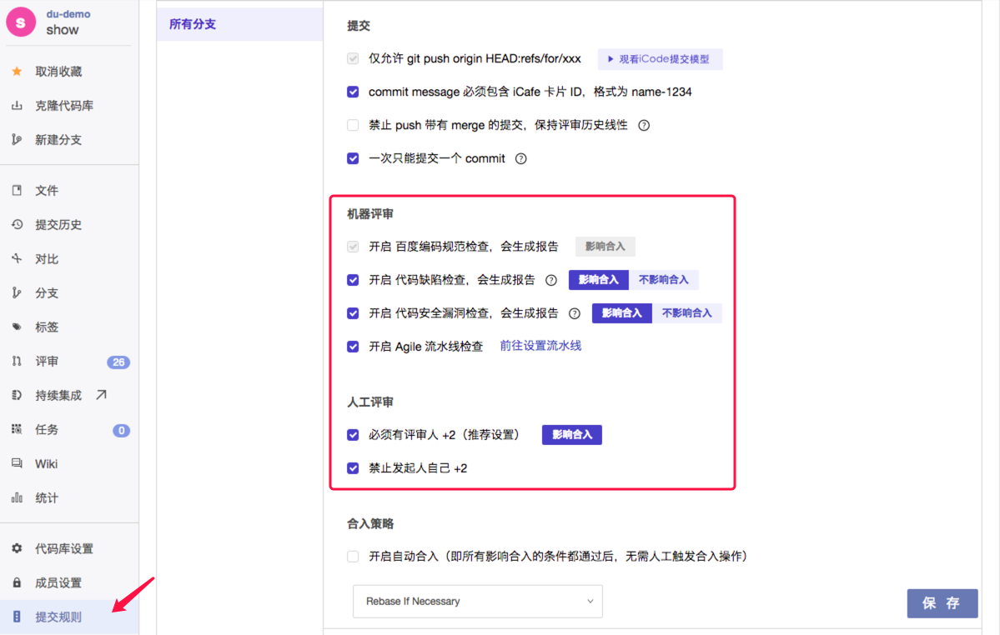 S
du-demo
show
取消收藏
克隆代码库
新建分支
文件
提交历史
对比
分支
标签
评审 26
持续集成
任务 0
Wiki
统计
代码库设置
成员设置
提交规则
所有分支
提交
仅允许 git push origin HEAD:refs/for/xxx 观看iCode提交模型
commit message 必须包含 iCafe 卡片 ID，格式为 name-1234
禁止 push 带有 merge 的提交，保持评审历史线性 ?
一次只能提交一个 commit ?
机器评审
开启 百度编码规范检查，会生成报告 影响合入
开启 代码缺陷检查，会生成报告 ? 影响合入 不影响合入
开启 代码安全漏洞检查，会生成报告 ? 影响合入 不影响合入
开启 Agile 流水线检查 前往设置流水线
人工评审
必须有评审人 +2（推荐设置） 影响合入
禁止发起人自己 +2
合入策略
开启自动合入（即所有影响合入的条件都通过后，无需人工触发合入操作）
Rebase If Necessary
保 存